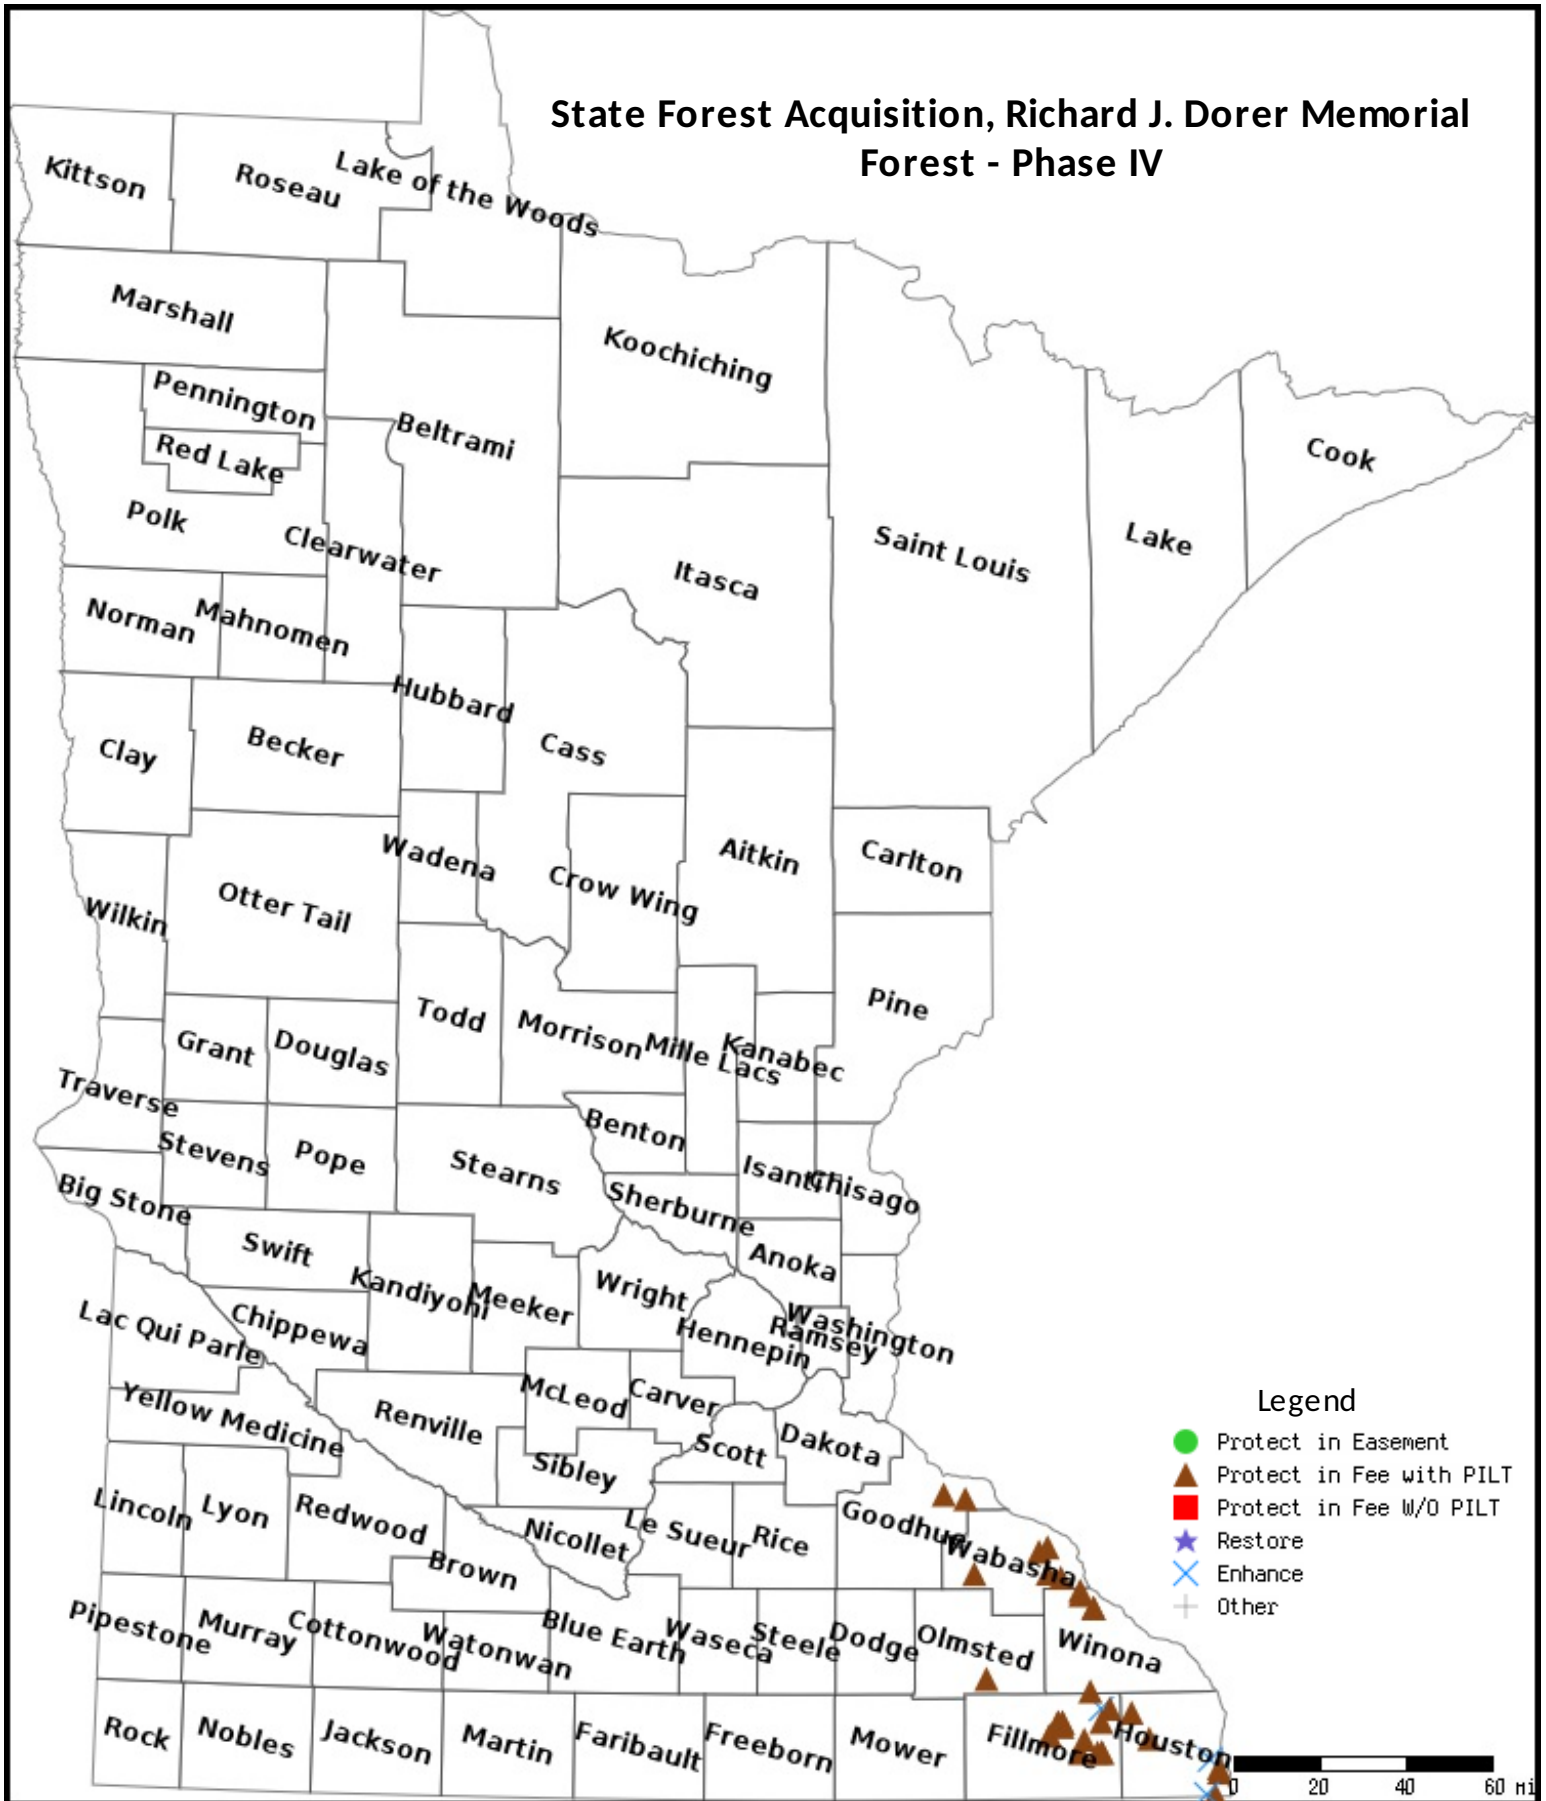 State Forest Acquisition, Richard J. Dorer Memorial
Forest - Phase IV
Kittson
Roseau
Lake of the Woods
Marshall
Koochiching
Pennington
Beltrami
Red Lake
Cook
Polk
Clearwater
Saint Louis
Lake
Itasca
Norman
Mahnomen
Hubbard
Clay
Becker
Cass
Wadena
Aitkin
Carlton
Crow Wing
Wilkin
Otter Tail
Pine
Todd
Morrison
Mille Lacs
Kanabec
Grant
Douglas
Traverse
Benton
Stevens
Pope
Stearns
Isanti
Chisago
Big Stone
Sherburne
Swift
Anoka
Kandiyohi
Meeker
Wright
Washington
Ramsey
Lac Qui Parle
Chippewa
Hennepin
McLeod
Carver
Yellow Medicine
Renville
Scott
Dakota
Sibley
Lincoln
Lyon
Redwood
Nicollet
Le Sueur
Rice
Goodhue
Wabasha
Brown
Pipestone
Murray
Cottonwood
Watonwan
Blue Earth
Waseca
Steele
Dodge
Olmsted
Winona
Rock
Nobles
Jackson
Martin
Faribault
Freeborn
Mower
Fillmore
Houston
Legend
Protect in Easement
Protect in Fee with PILT
Protect in Fee W/O PILT
Restore
Enhance
Other
0 20 40 60 mi